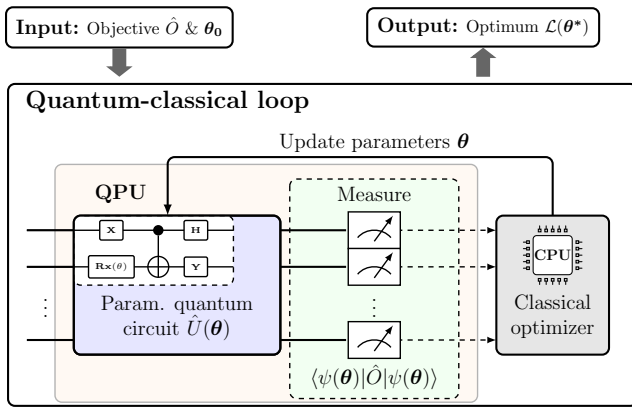 Input: Objective Ô & θ₀
Output: Optimum ℒ(θ*)
Quantum-classical loop
Update parameters θ
QPU
Measure
X
H
Rx(θ)
Y
CPU
Param. quantum
circuit Û(θ)
Classical
optimizer
⋮
⋮
⟨ψ(θ)|Ô|ψ(θ)⟩